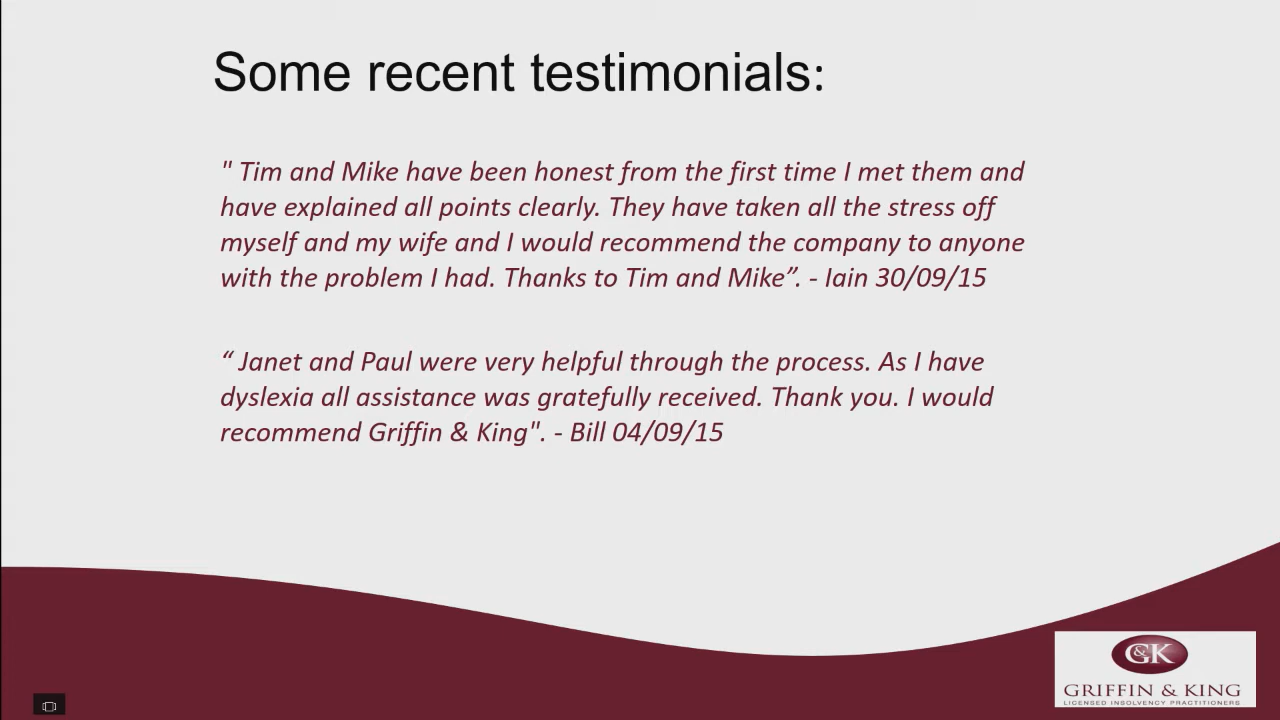 Some recent testimonials:
" Tim and Mike have been honest from the first time I met them and
have explained all points clearly. They have taken all the stress off
myself and my wife and I would recommend the company to anyone
with the problem I had. Thanks to Tim and Mike”. - Iain 30/09/15
“ Janet and Paul were very helpful through the process. As I have
dyslexia all assistance was gratefully received. Thank you. I would
recommend Griffin & King". - Bill 04/09/15
G&K
GRIFFIN & KING
LICENSED INSOLVENCY PRACTITIONERS